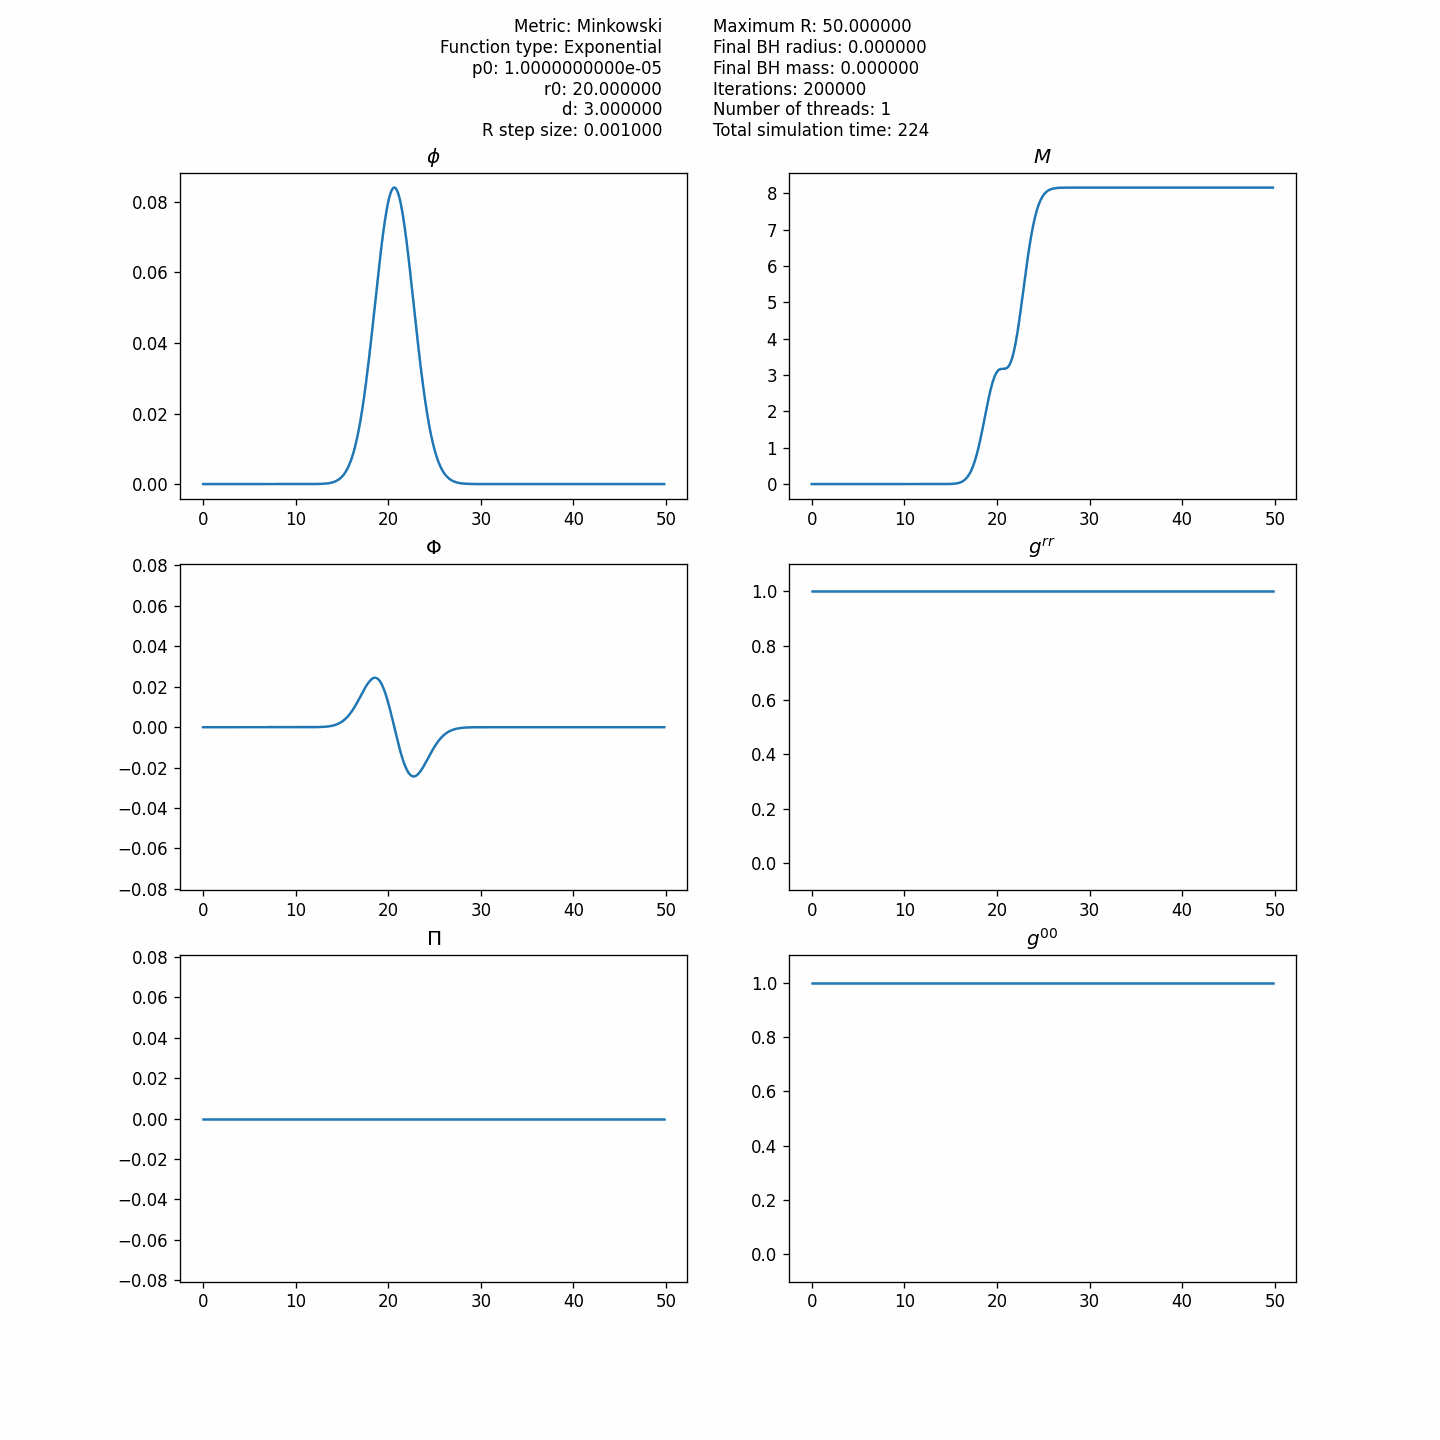 Metric: Minkowski
Function type: Exponential
p0: 1.0000000000e-05
r0: 20.000000
d: 3.000000
R step size: 0.001000
Maximum R: 50.000000
Final BH radius: 0.000000
Final BH mass: 0.000000
Iterations: 200000
Number of threads: 1
Total simulation time: 224
ϕ
0.08
0.06
0.04
0.02
0.00
0 10 20 30 40 50
M
8
7
6
5
4
3
2
1
0
0 10 20 30 40 50
Φ
0.08
0.06
0.04
0.02
0.00
−0.02
−0.04
−0.06
−0.08
0 10 20 30 40 50
g^{rr}
1.0
0.8
0.6
0.4
0.2
0.0
0 10 20 30 40 50
Π
0.08
0.06
0.04
0.02
0.00
−0.02
−0.04
−0.06
−0.08
0 10 20 30 40 50
g^{00}
1.0
0.8
0.6
0.4
0.2
0.0
0 10 20 30 40 50